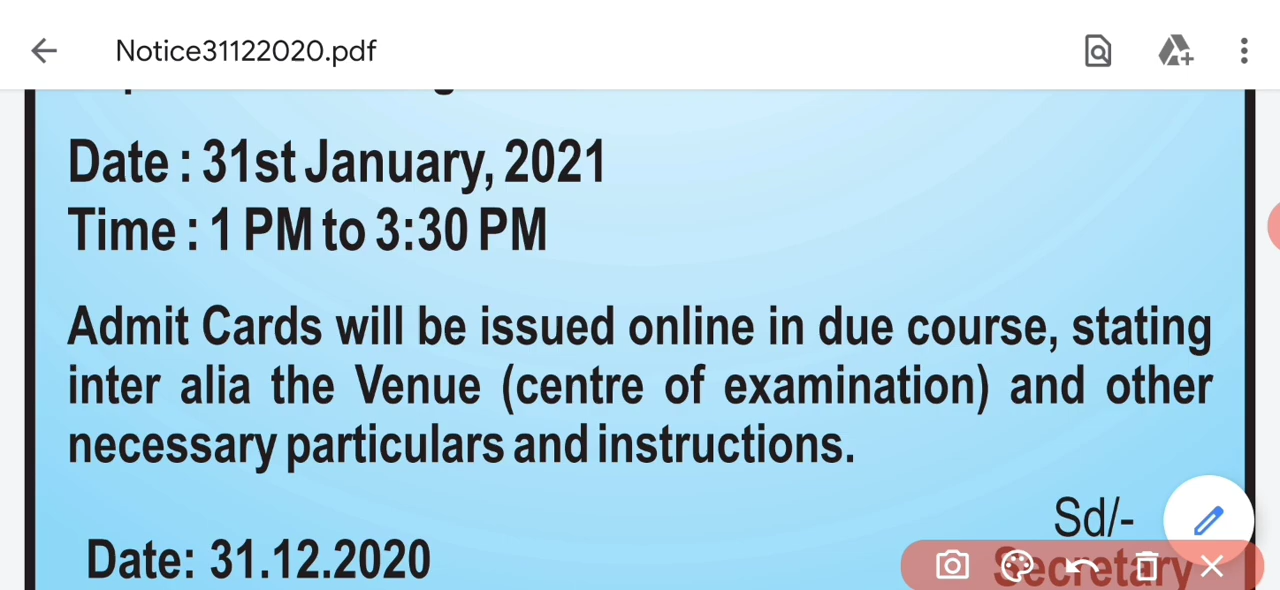 Notice31122020.pdf
Date : 31st January, 2021
Time : 1 PM to 3:30 PM
Admit Cards will be issued online in due course, stating
inter alia the Venue (centre of examination) and other
necessary particulars and instructions.
Sd/-
Date: 31.12.2020
Secretary